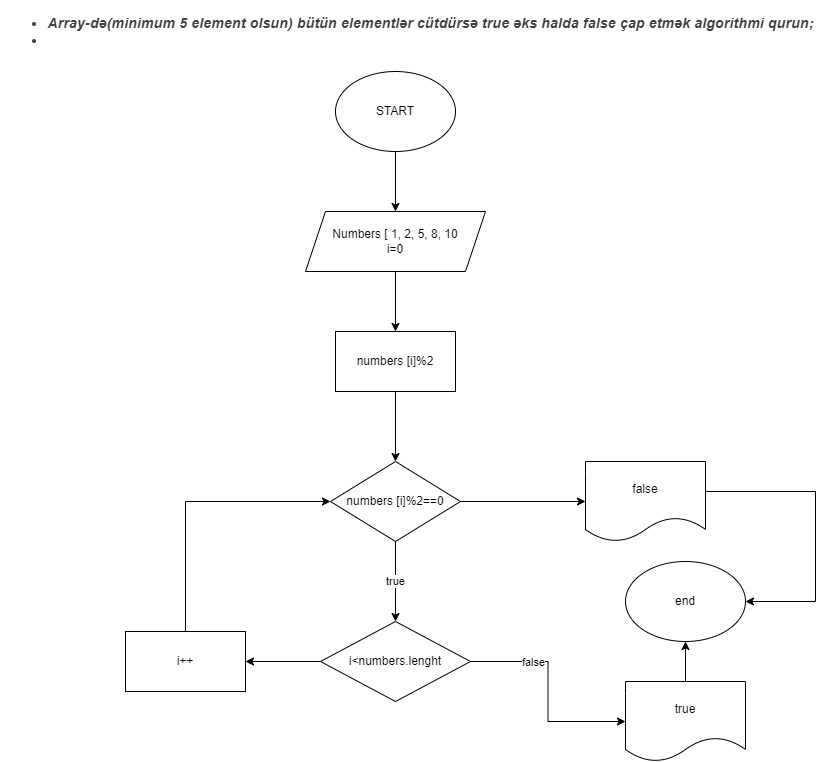 Array-də(minimum 5 element olsun) bütün elementlər cütdürsə true əks halda false çap etmək algorithmi qurun;
START
Numbers [ 1, 2, 5, 8, 10
i=0
numbers [i]%2
numbers [i]%2==0
false
true
end
i++
i<numbers.lenght
false
true